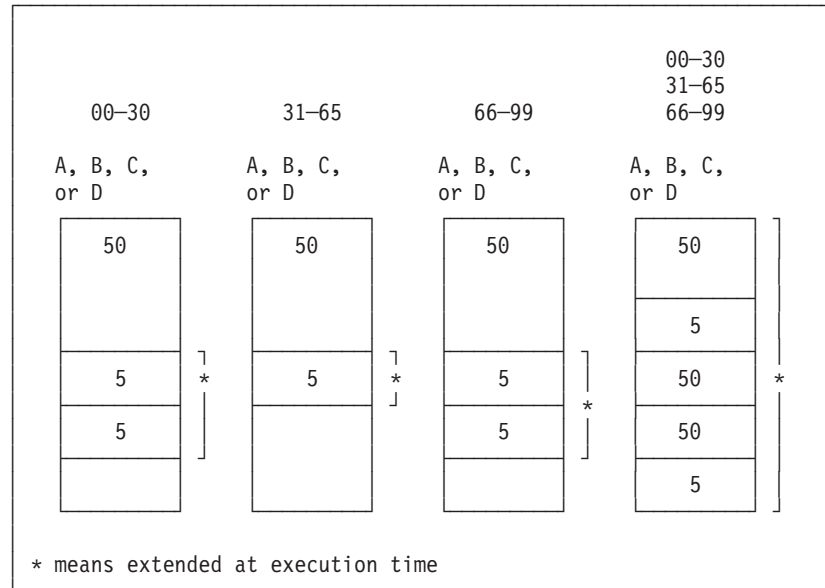 00—30
31—65
00—30 31—65 66—99 66—99
A, B, C, A, B, C, A, B, C, A, B, C,
or D or D or D or D
50 50 50 50
5
5 * 5 * 5 50 *
*
5 5 50
5
* means extended at execution time